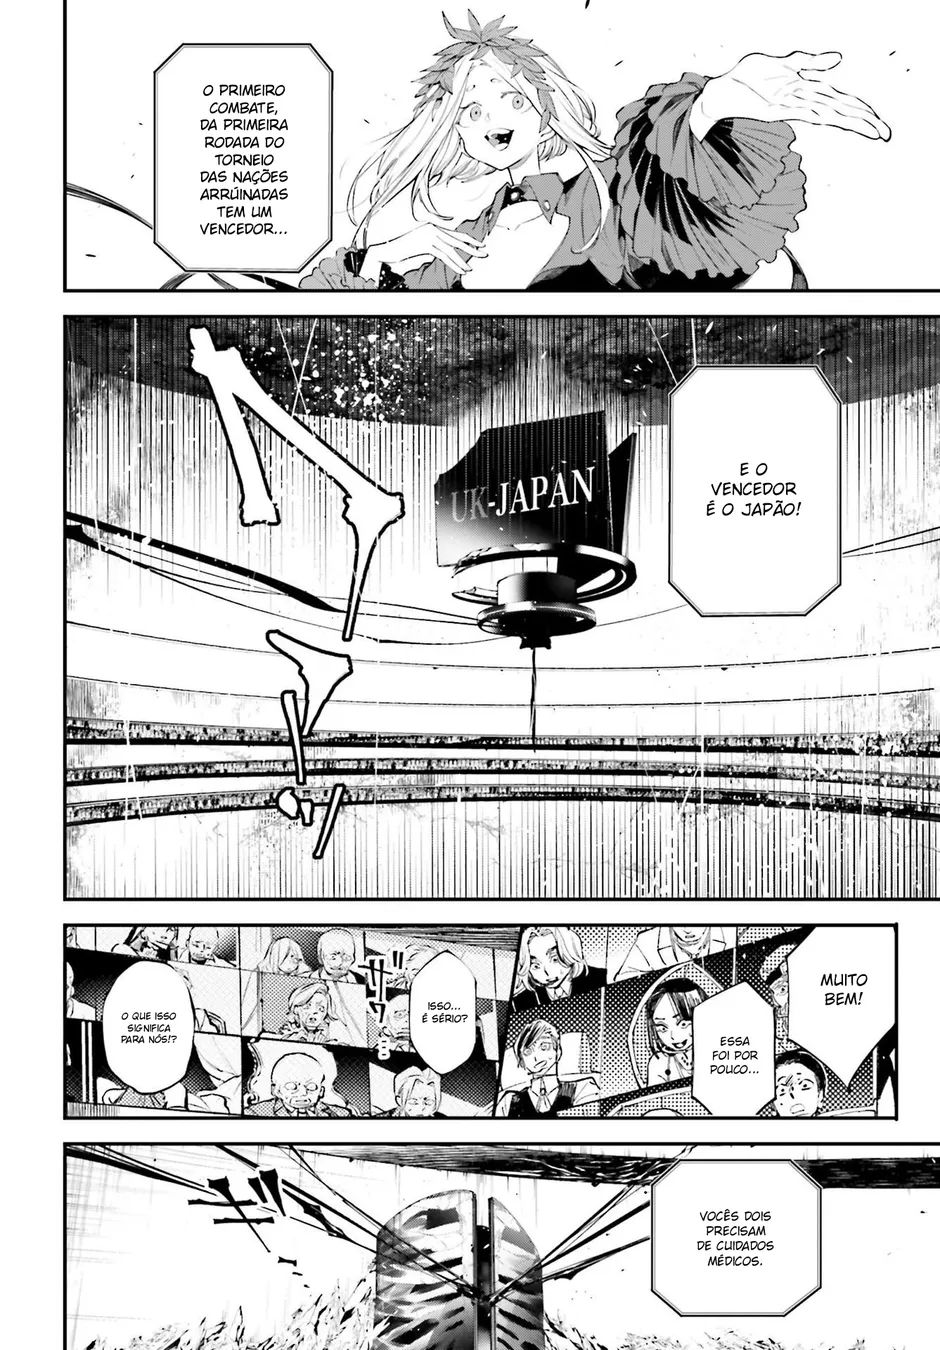 O PRIMEIRO
COMBATE,
DA PRIMEIRA
RODADA DO
TORNEIO
DAS NAÇÕES
ARRÚINADAS
TEM UM
VENCEDOR...
E O
VENCEDOR
É O JAPÃO!
UK-JAPAN
MUITO
BEM!
ESSA
FOI POR
POUCO...
ISSO...
É SÉRIO?
O QUE ISSO
SIGNIFICA
PARA NÓS!?
VOCÊS DOIS
PRECISAM
DE CUIDADOS
MÉDICOS.